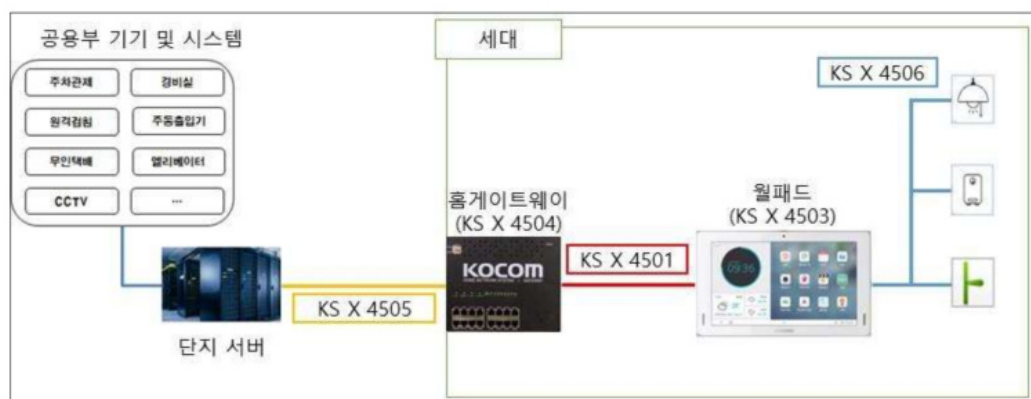 공용부 기기 및 시스템
주차관제
경비실
원격검침
주동출입기
무인택배
엘리베이터
CCTV
...
단지 서버
KS X 4505
세대
홈게이트웨이
(KS X 4504)
KOCOM
KS X 4501
월패드
(KS X 4503)
09:36
KS X 4506